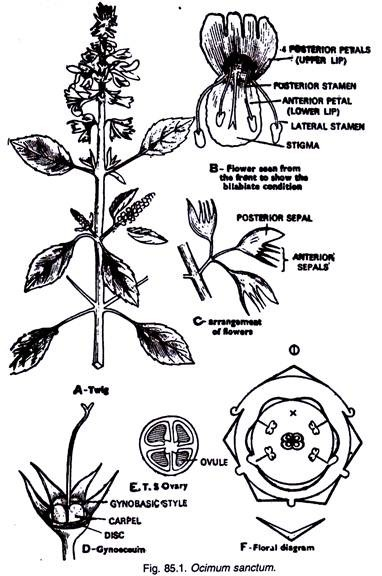 4 POSTERIOR PETALS
(UPPER LIP)
POSTERIOR STAMEN
ANTERIOR PETAL
(LOWER LIP)
LATERAL STAMEN
STIGMA
B- Flower seen from
the front to show the
bilabiate condition
POSTERIOR SEPAL
ANTERIOR
SEPALS
C- arrangement
of flowers
A-Twig
OVULE
E.T.S Ovary
GYNOBASIC STYLE
CARPEL
DISC
D-Gynoeceum
F-Floral diagram
Fig. 85.1. Ocimum sanctum.